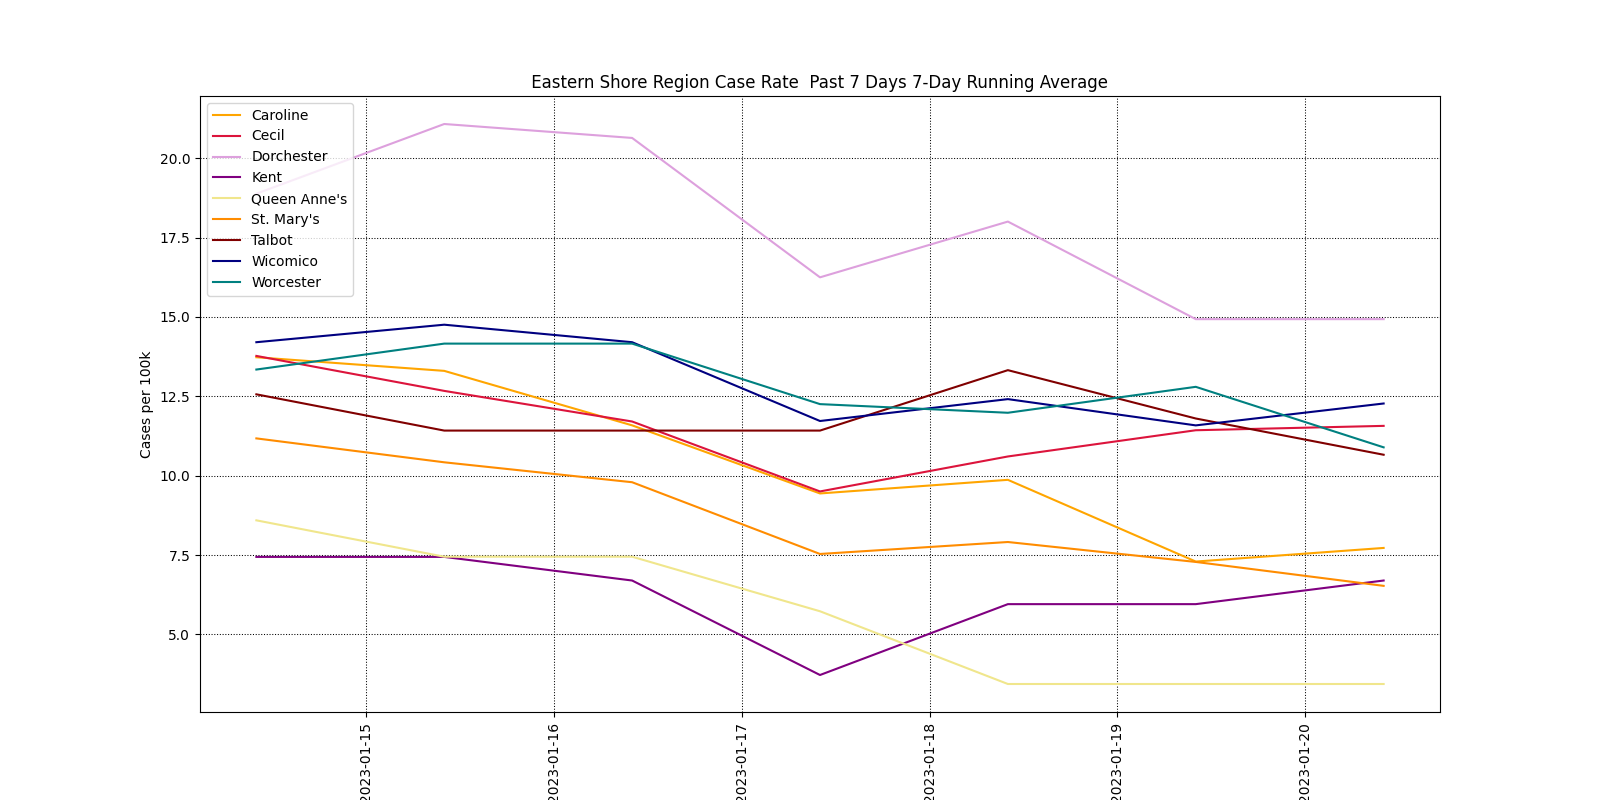 Eastern Shore Region Case Rate  Past 7 Days 7-Day Running Average
Caroline
Cecil
Dorchester
Kent
Queen Anne's
St. Mary's
Talbot
Wicomico
Worcester
Cases per 100k
20.0
17.5
15.0
12.5
10.0
7.5
5.0
2023-01-15
2023-01-16
2023-01-17
2023-01-18
2023-01-19
2023-01-20